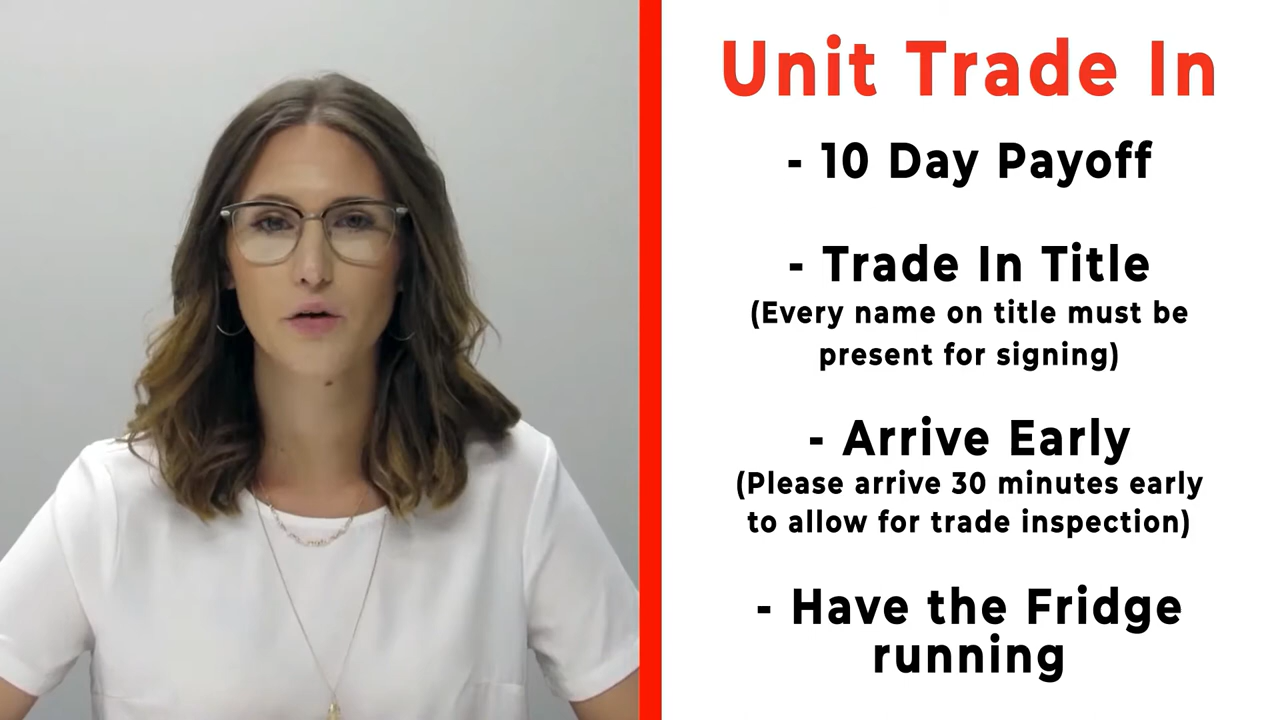 Unit Trade In
- 10 Day Payoff
- Trade In Title
(Every name on title must be
present for signing)
- Arrive Early
(Please arrive 30 minutes early
to allow for trade inspection)
- Have the Fridge
running